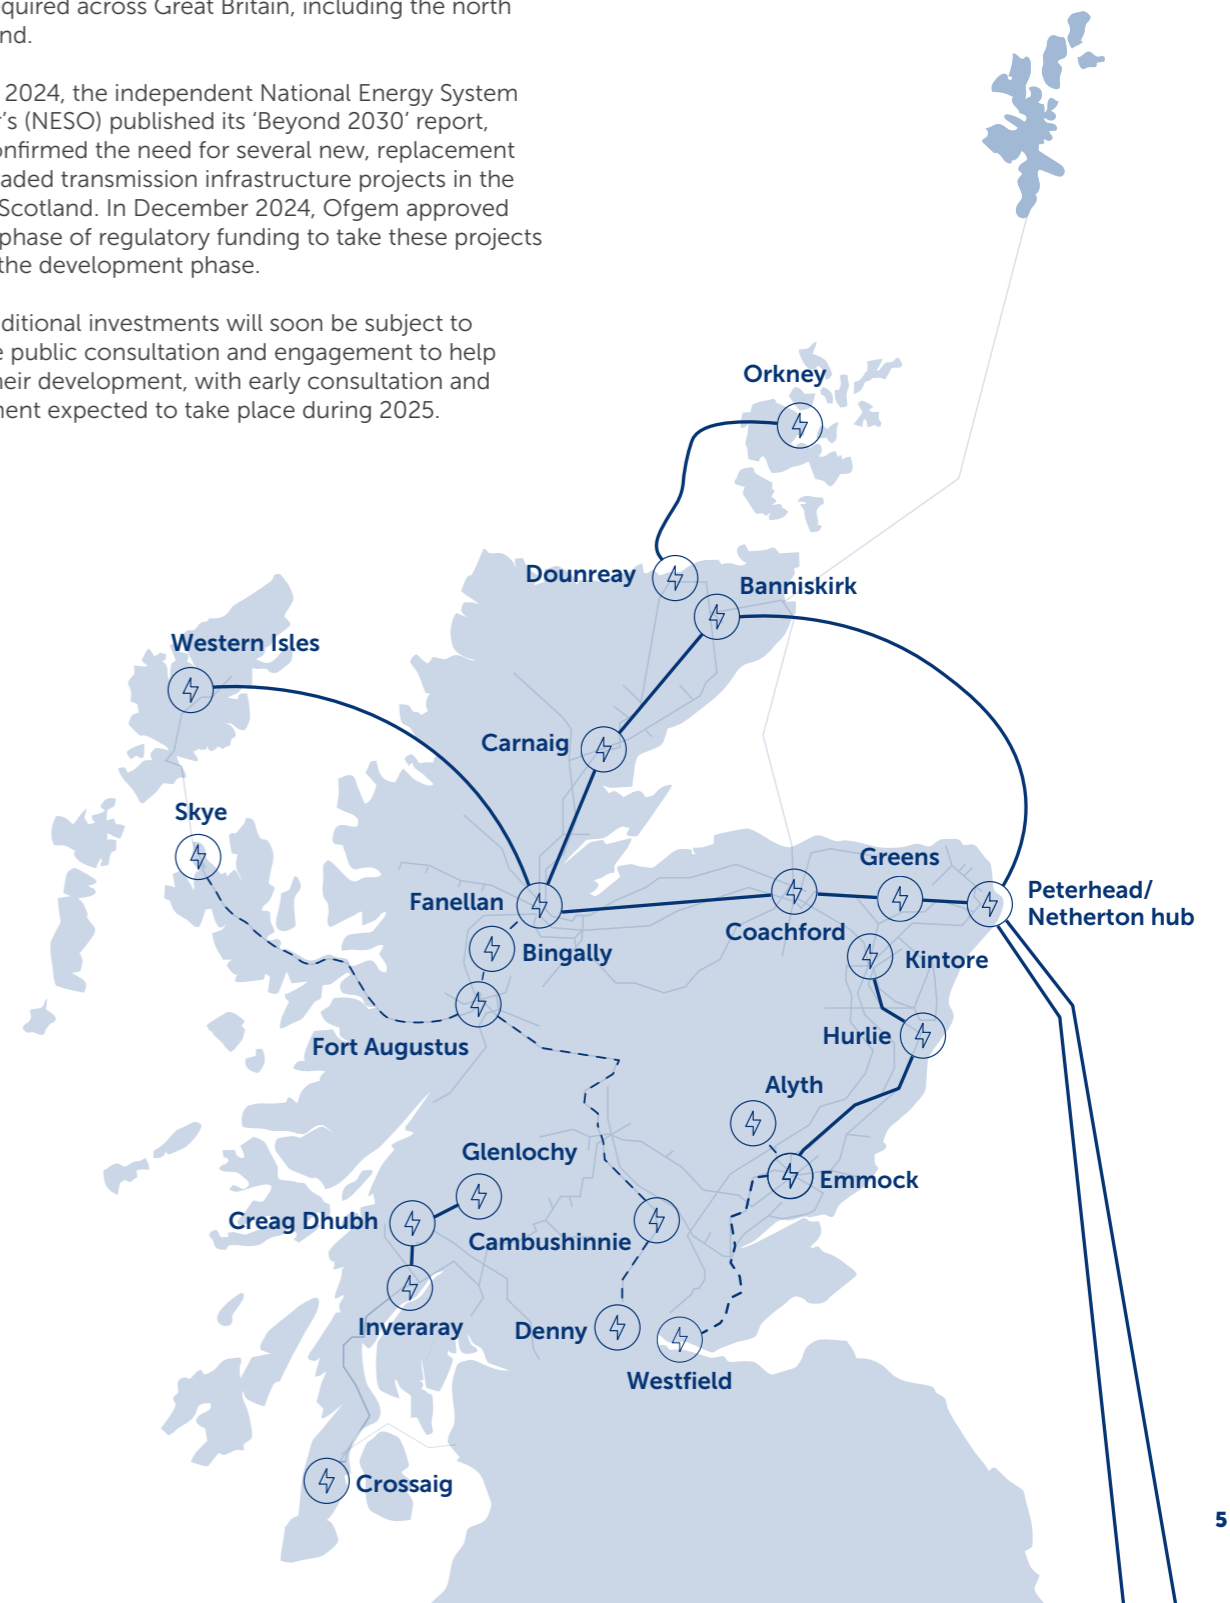 quired across Great Britain, including the north
nd.
2024, the independent National Energy System
r's (NESO) published its 'Beyond 2030' report,
onfirmed the need for several new, replacement
aded transmission infrastructure projects in the
Scotland. In December 2024, Ofgem approved
phase of regulatory funding to take these projects
the development phase.
ditional investments will soon be subject to
e public consultation and engagement to help
heir development, with early consultation and
ment expected to take place during 2025.
Orkney
Dounreay
Banniskirk
Western Isles
Carnaig
Skye
Greens
Fanellan
Peterhead/
Netherton hub
Coachford
Bingally
Kintore
Hurlie
Fort Augustus
Alyth
Glenlochy
Emmock
Creag Dhubh
Cambushinnie
Inveraray
Denny
Westfield
Crossaig
5